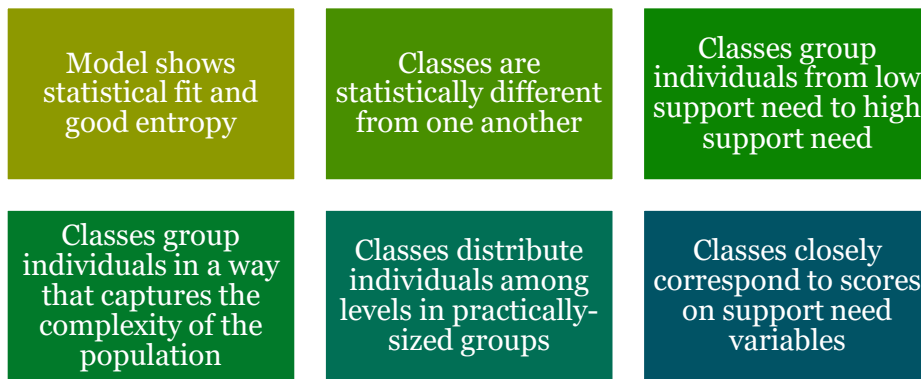 Model shows
statistical fit and
good entropy
Classes are
statistically different
from one another
Classes group
individuals from low
support need to high
support need
Classes group
individuals in a way
that captures the
complexity of the
population
Classes distribute
individuals among
levels in practically-
sized groups
Classes closely
correspond to scores
on support need
variables